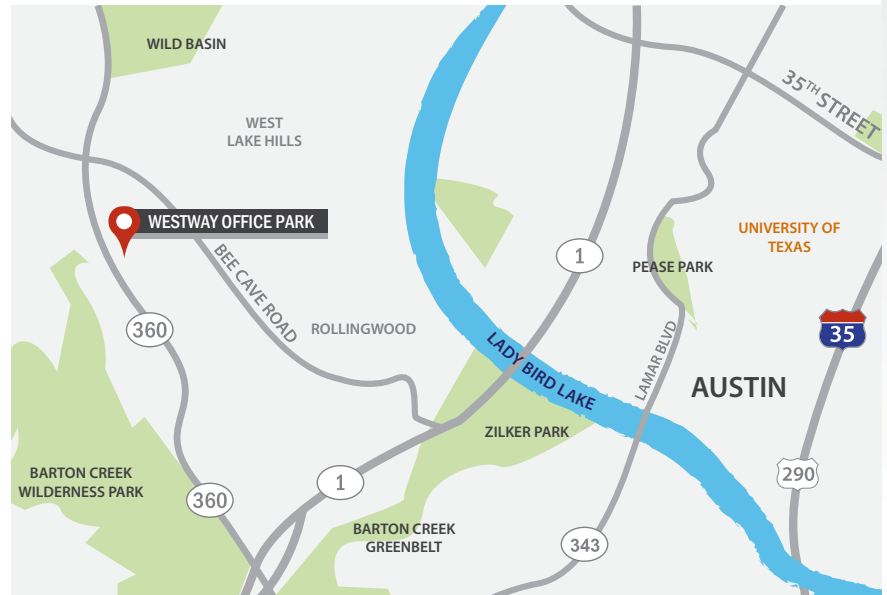 WILD BASIN
35TH STREET
WEST
LAKE HILLS
WESTWAY OFFICE PARK
UNIVERSITY OF
TEXAS
1
PEASE PARK
BEE CAVE ROAD
360
ROLLINGWOOD
35
LADY BIRD LAKE
LAMAR BLVD
AUSTIN
ZILKER PARK
BARTON CREEK
WILDERNESS PARK
290
1
360
BARTON CREEK
GREENBELT
343